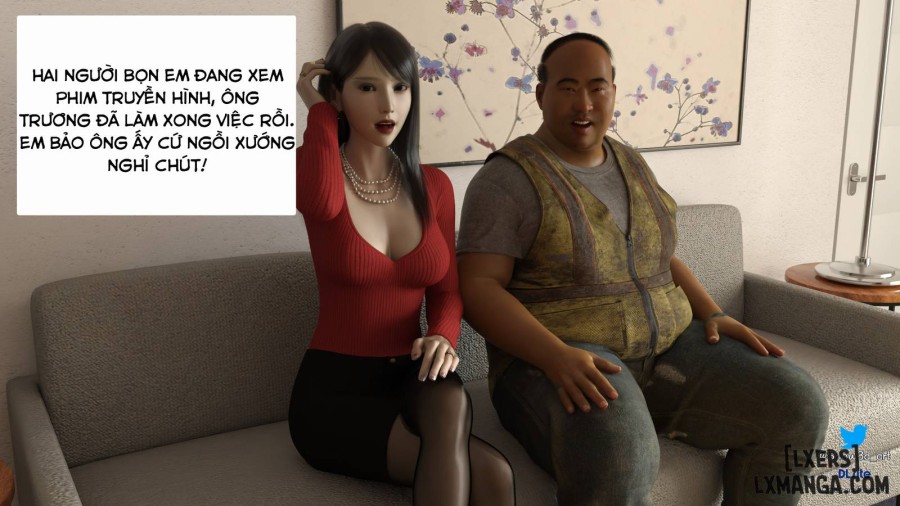 HAI NGƯỜI BỌN EM ĐANG XEM
PHIM TRUYỀN HÌNH, ÔNG
TRƯƠNG ĐÃ LÀM XONG VIỆC RỒI.
EM BẢO ÔNG ẤY CỨ NGỒI XƯỚNG
NGHỈ CHÚT!
[LXERS]
LXMANGA.COM